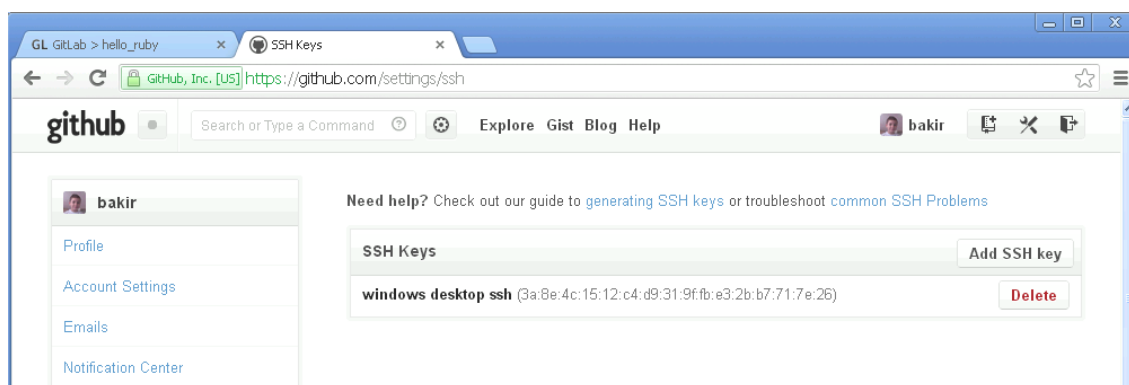 GL GitLab > hello_ruby × SSH Keys ×
GitHub, Inc. [US] https://github.com/settings/ssh
github Search or Type a Command Explore Gist Blog Help bakir
bakir
Need help? Check out our guide to generating SSH keys or troubleshoot common SSH Problems
Profile
SSH Keys Add SSH key
Account Settings
windows desktop ssh (3a:8e:4c:15:12:c4:d9:31:9f:fb:e3:2b:b7:71:7e:26) Delete
Emails
Notification Center